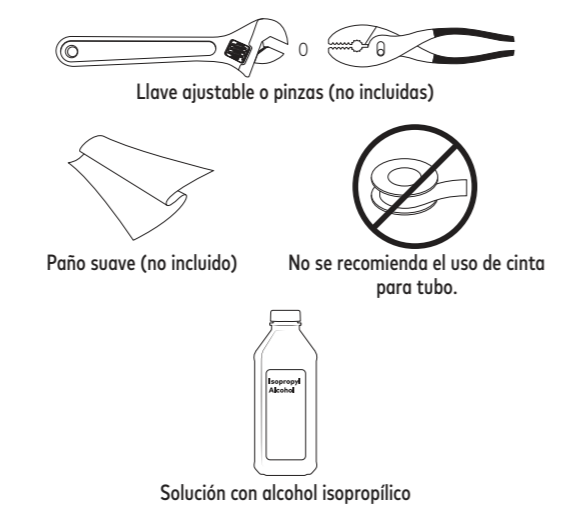 o
Llave ajustable o pinzas (no incluidas)
Paño suave (no incluido)
No se recomienda el uso de cinta
para tubo.
Isopropyl
Alcohol
Solución con alcohol isopropílico